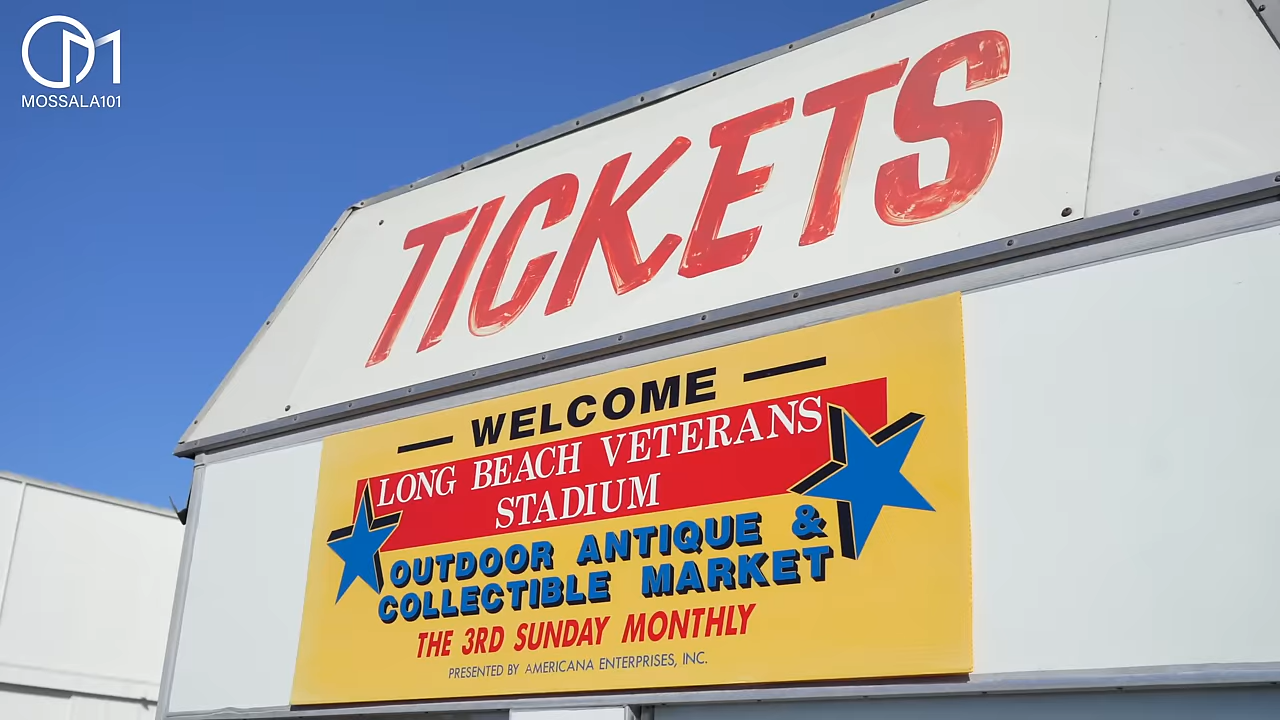 MOSSALA101
TICKETS
WELCOME
LONG BEACH VETERANS
STADIUM
OUTDOOR ANTIQUE &
COLLECTIBLE MARKET
THE 3RD SUNDAY MONTHLY
PRESENTED BY AMERICANA ENTERPRISES, INC.